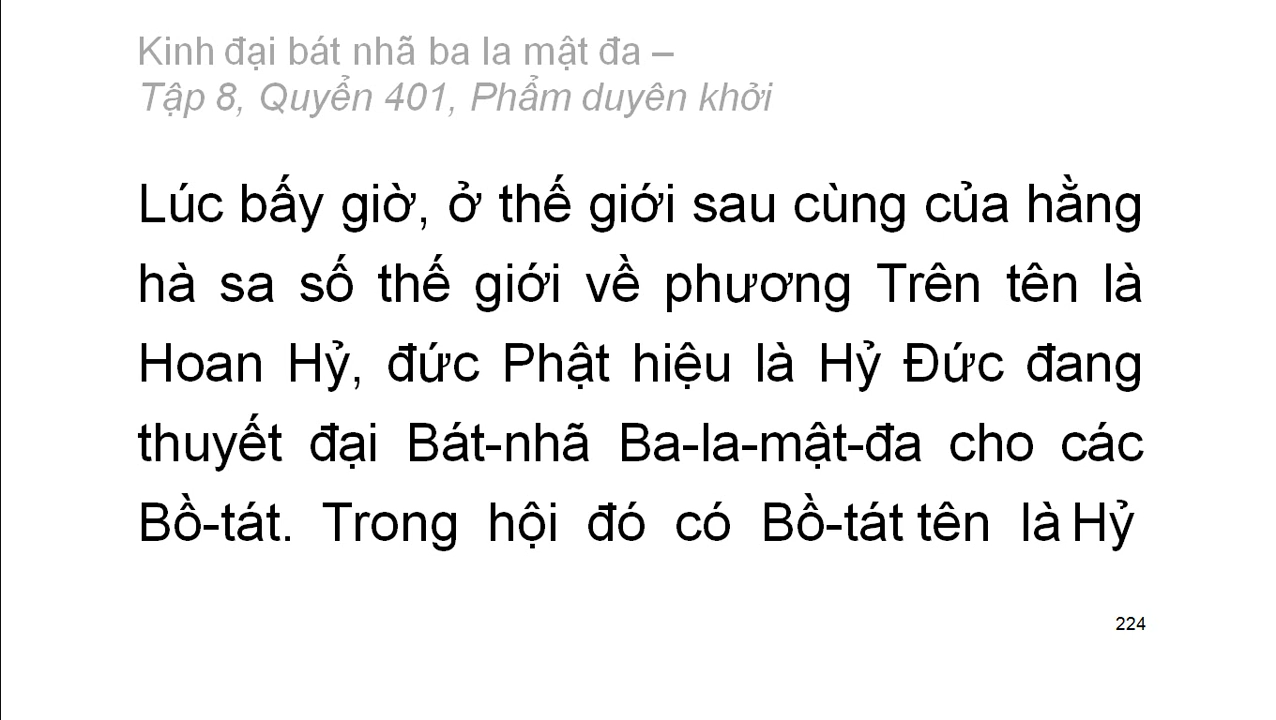 Kinh đại bát nhã ba la mật đa –
Tập 8, Quyển 401, Phẩm duyên khởi
Lúc bấy giờ, ở thế giới sau cùng của hằng
hà sa số thế giới về phương Trên tên là
Hoan Hỷ, đức Phật hiệu là Hỷ Đức đang
thuyết đại Bát-nhã Ba-la-mật-đa cho các
Bồ-tát. Trong hội đó có Bồ-tát tên là Hỷ
224